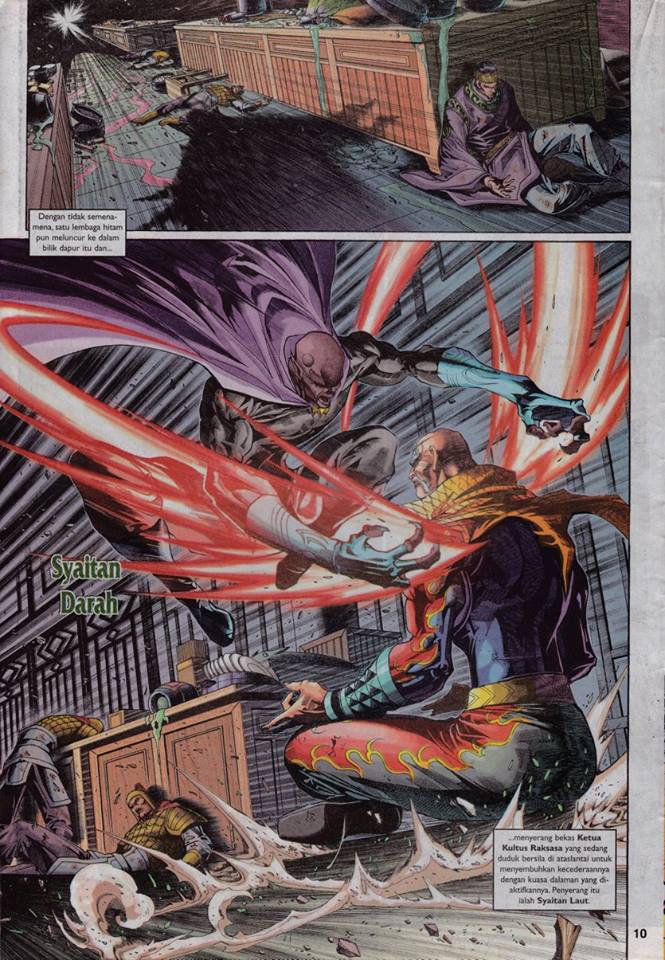 Dengan tidak semena-
mena, satu lembaga hitam
pun meluncur ke dalam
bilik dapur itu dan...
Syaitan
Darah
...menyerang bekas Ketua
Kultus Raksasa yang sedang
duduk bersila di ataslantai untuk
menyembuhkan kecederaannya
dengan kuasa dalaman yang di-
aktifkannya. Penyerang itu
ialah Syaitan Laut.
10